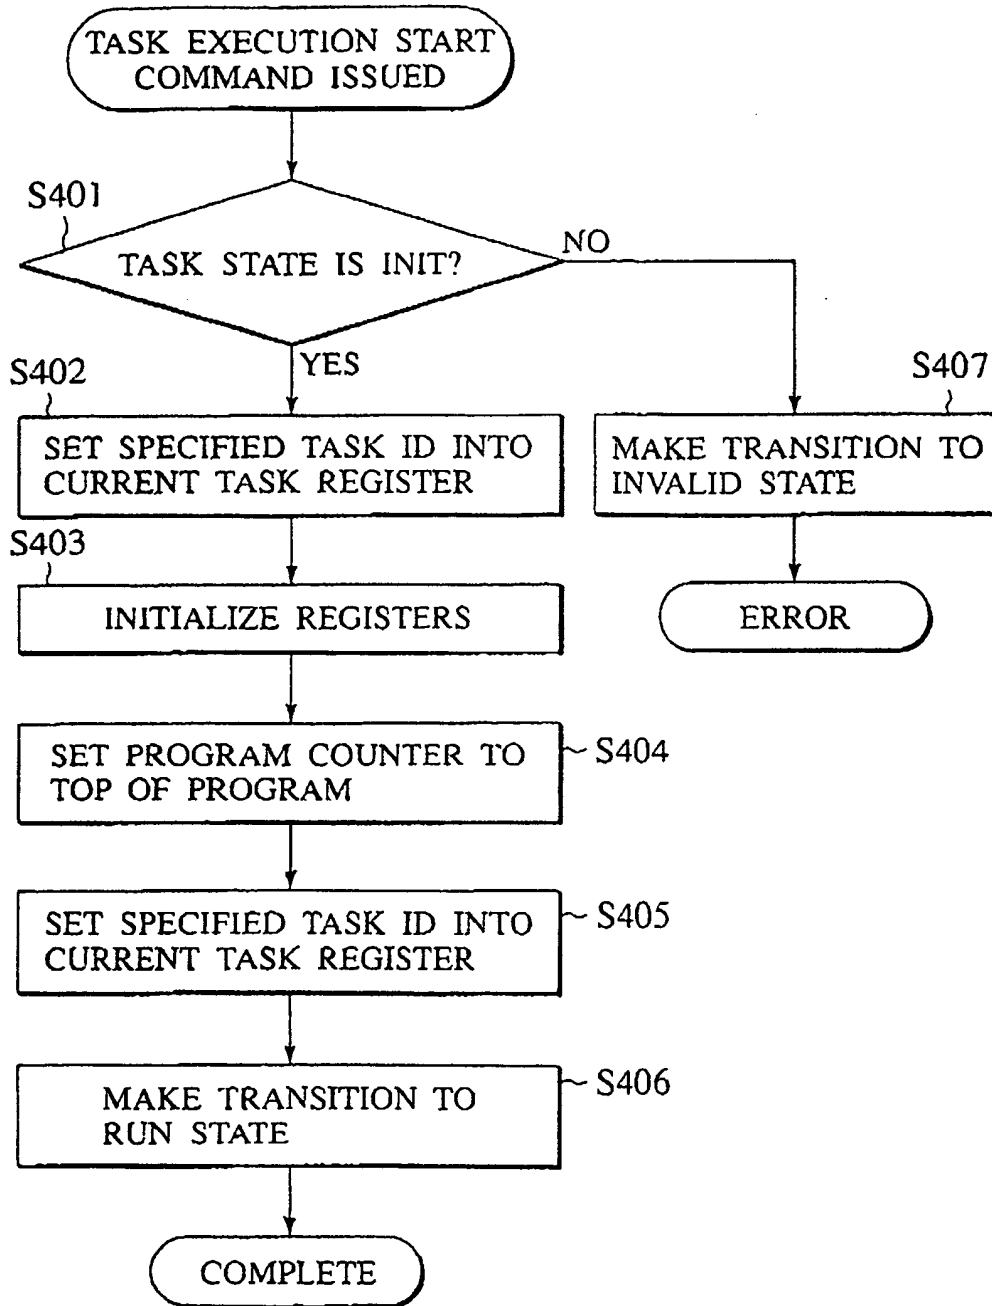 TASK EXECUTION START
COMMAND ISSUED
S401
TASK STATE IS INIT?
NO
YES
S402
SET SPECIFIED TASK ID INTO
CURRENT TASK REGISTER
S407
MAKE TRANSITION TO
INVALID STATE
ERROR
S403
INITIALIZE REGISTERS
SET PROGRAM COUNTER TO
TOP OF PROGRAM
S404
SET SPECIFIED TASK ID INTO
CURRENT TASK REGISTER
S405
MAKE TRANSITION TO
RUN STATE
S406
COMPLETE